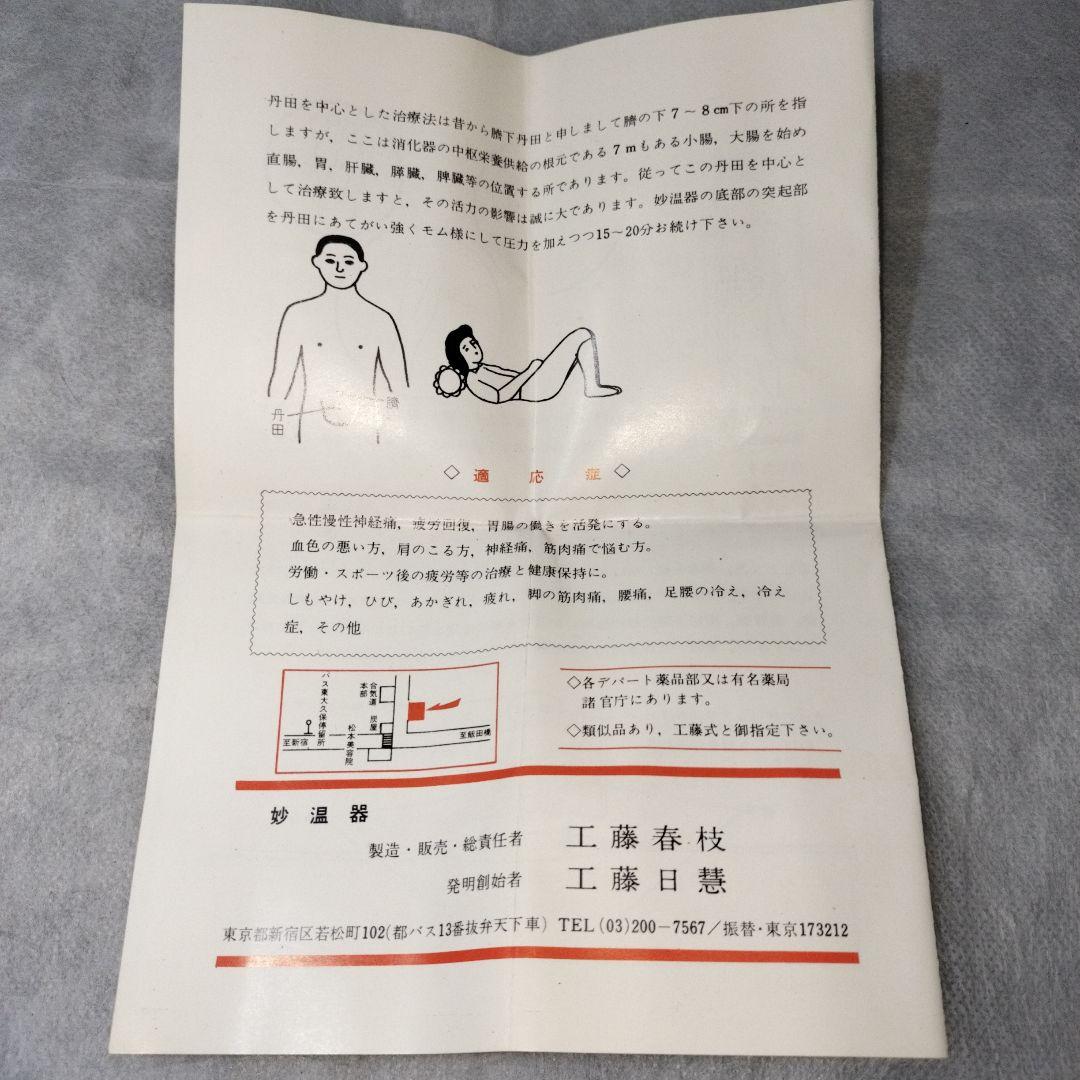 丹田を中心とした治療法は昔から臍下丹田と申しまして臍の下7〜8cm下の所を指
しますが，ここは消化器の中枢栄養供給の根元である7mもある小腸，大腸を始め
直腸，胃，肝臓，膵臓，脾臓等の位置する所であります。従ってこの丹田を中心と
して治療致しますと，その活力の影響は誠に大であります。妙温器の底部の突起部
を丹田にあてがい強くモム様にして圧力を加えつつ15〜20分お続け下さい。
丹田
臍
◇適応症◇
急性慢性神経痛，疲労回復，胃腸の働きを活発にする。
血色の悪い方，肩のこる方，神経痛，筋肉痛で悩む方。
労働・スポーツ後の疲労等の治療と健康保持に。
しもやけ，ひび，あかぎれ，疲れ，脚の筋肉痛，腰痛，足腰の冷え，冷え
症，その他
バス東大久保停留所
合気道本部
炭屋
松本美容院
至新宿
至飯田橋
◇各デパート薬品部又は有名薬局
諸官庁にあります。
◇類似品あり，工藤式と御指定下さい。
妙温器
製造・販売・総責任者 工藤春枝
発明創始者 工藤日慧
東京都新宿区若松町102(都バス13番抜弁天下車) TEL(03)200-7567/振替・東京173212